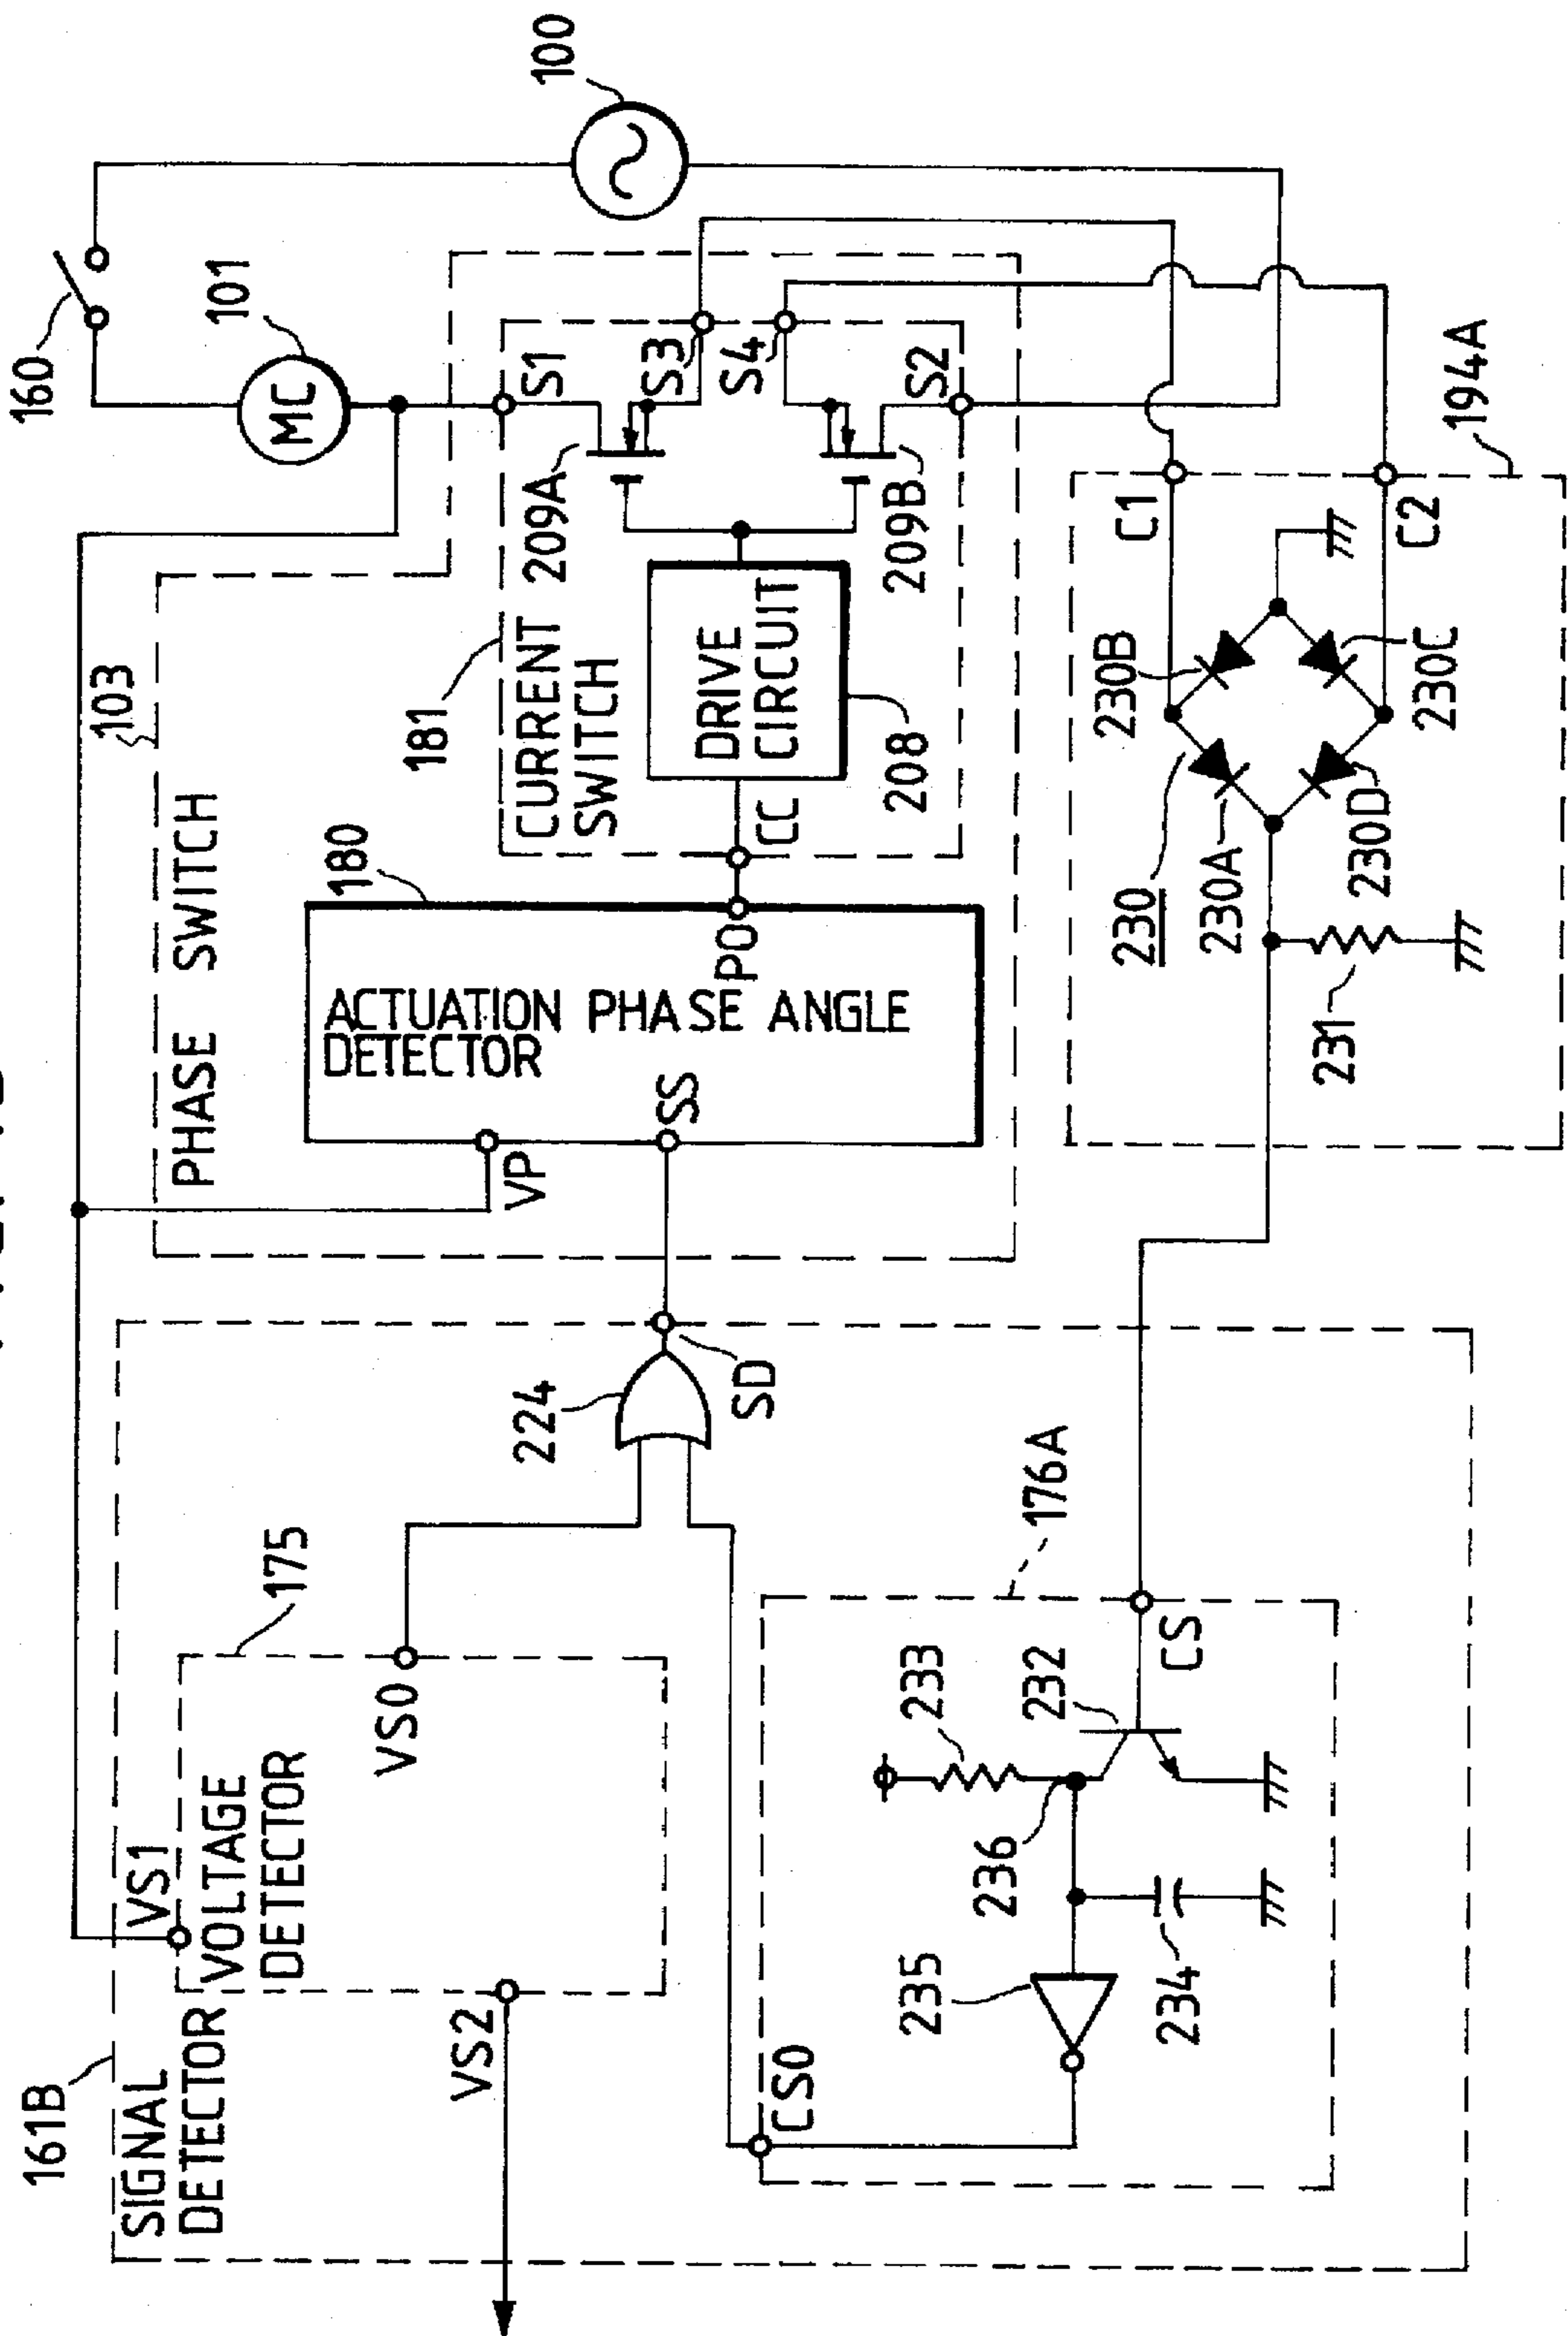 161B
SIGNAL
DETECTOR
VS1
VOLTAGE
DETECTOR
VS2
VSO
175
224
SD
103
PHASE SWITCH
180
ACTUATION PHASE ANGLE
DETECTOR
VP
SS
PO
181
CURRENT
SWITCH
CC
DRIVE
CIRCUIT
208
209A
209B
S1
S3
S4
S2
101
MC
160
100
176A
CSO
235
236
233
232
234
CS
194A
230
230A
230B
230C
230D
231
C1
C2